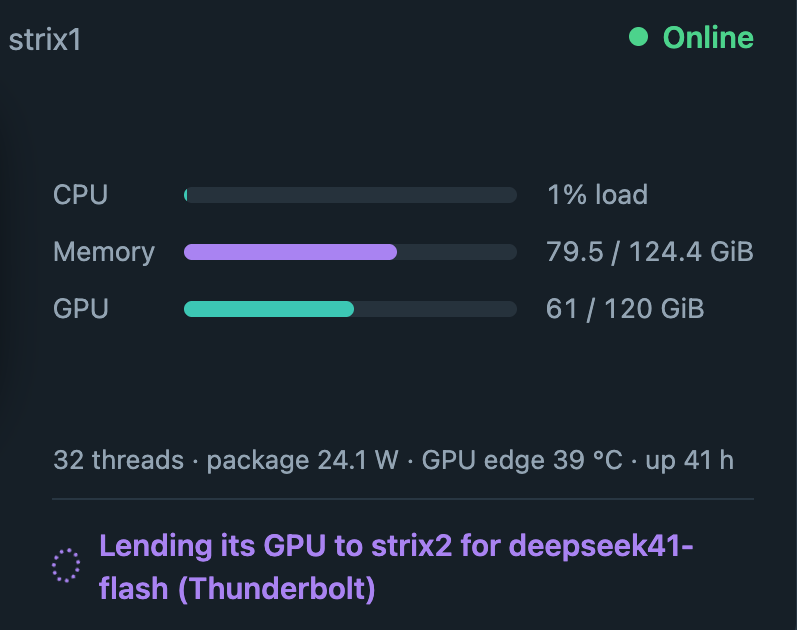 strix1
Online
CPU 1% load
Memory 79.5 / 124.4 GiB
GPU 61 / 120 GiB
32 threads · package 24.1 W · GPU edge 39 °C · up 41 h
Lending its GPU to strix2 for deepseek41-
flash (Thunderbolt)